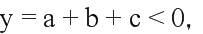 y = a + b + c < 0,